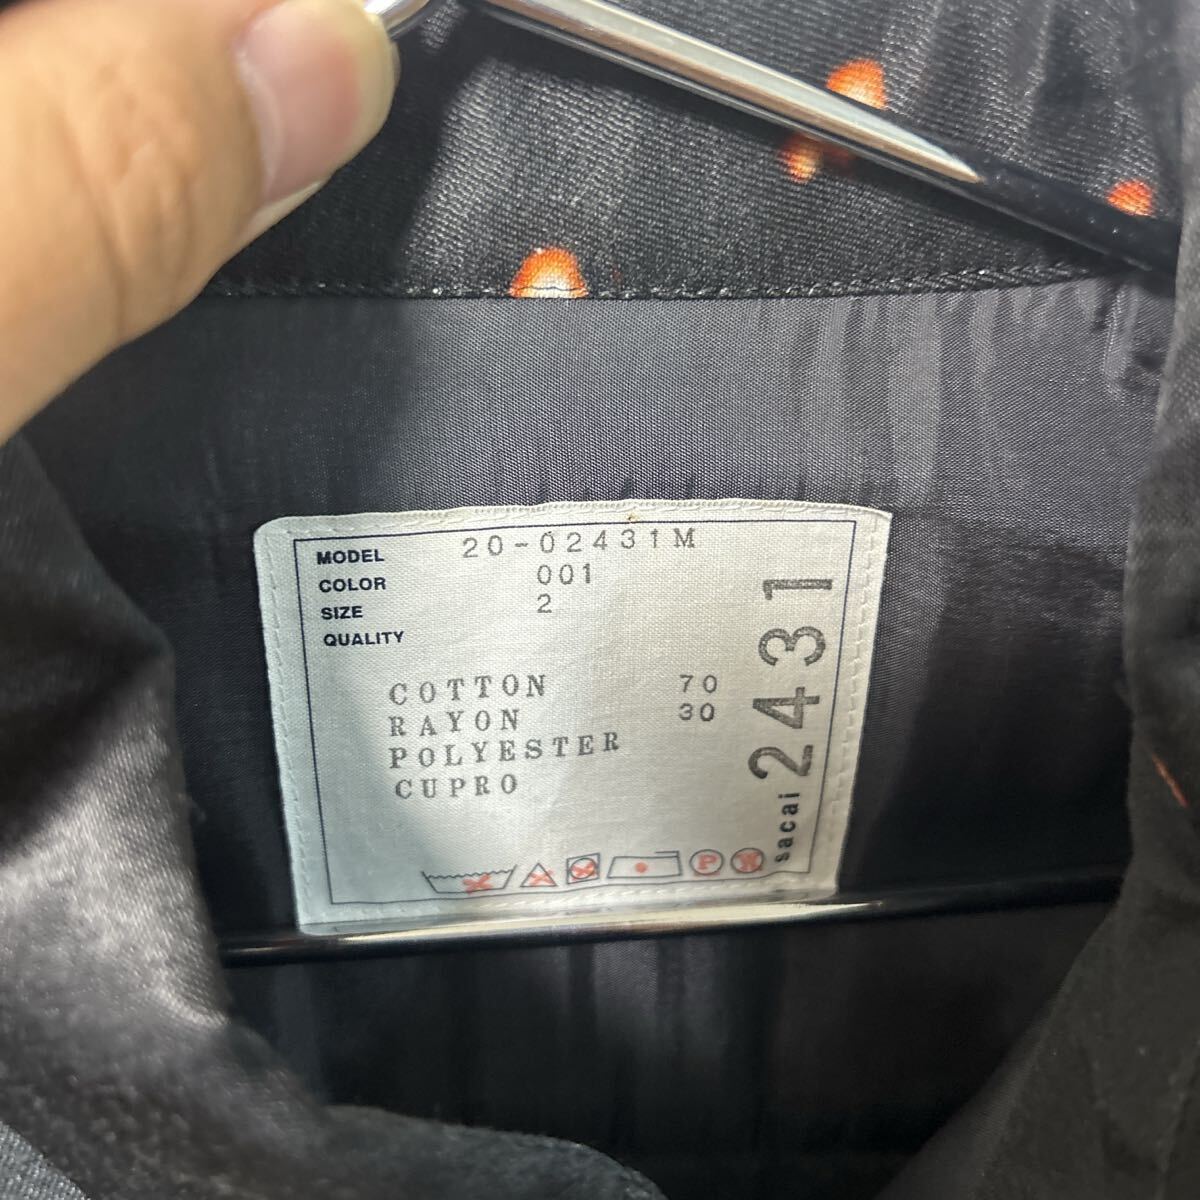 MODEL 20-02431M
COLOR 001
SIZE 2
QUALITY
COTTON 70
RAYON 30
POLYESTER
CUPRO
P W
sacai 2431